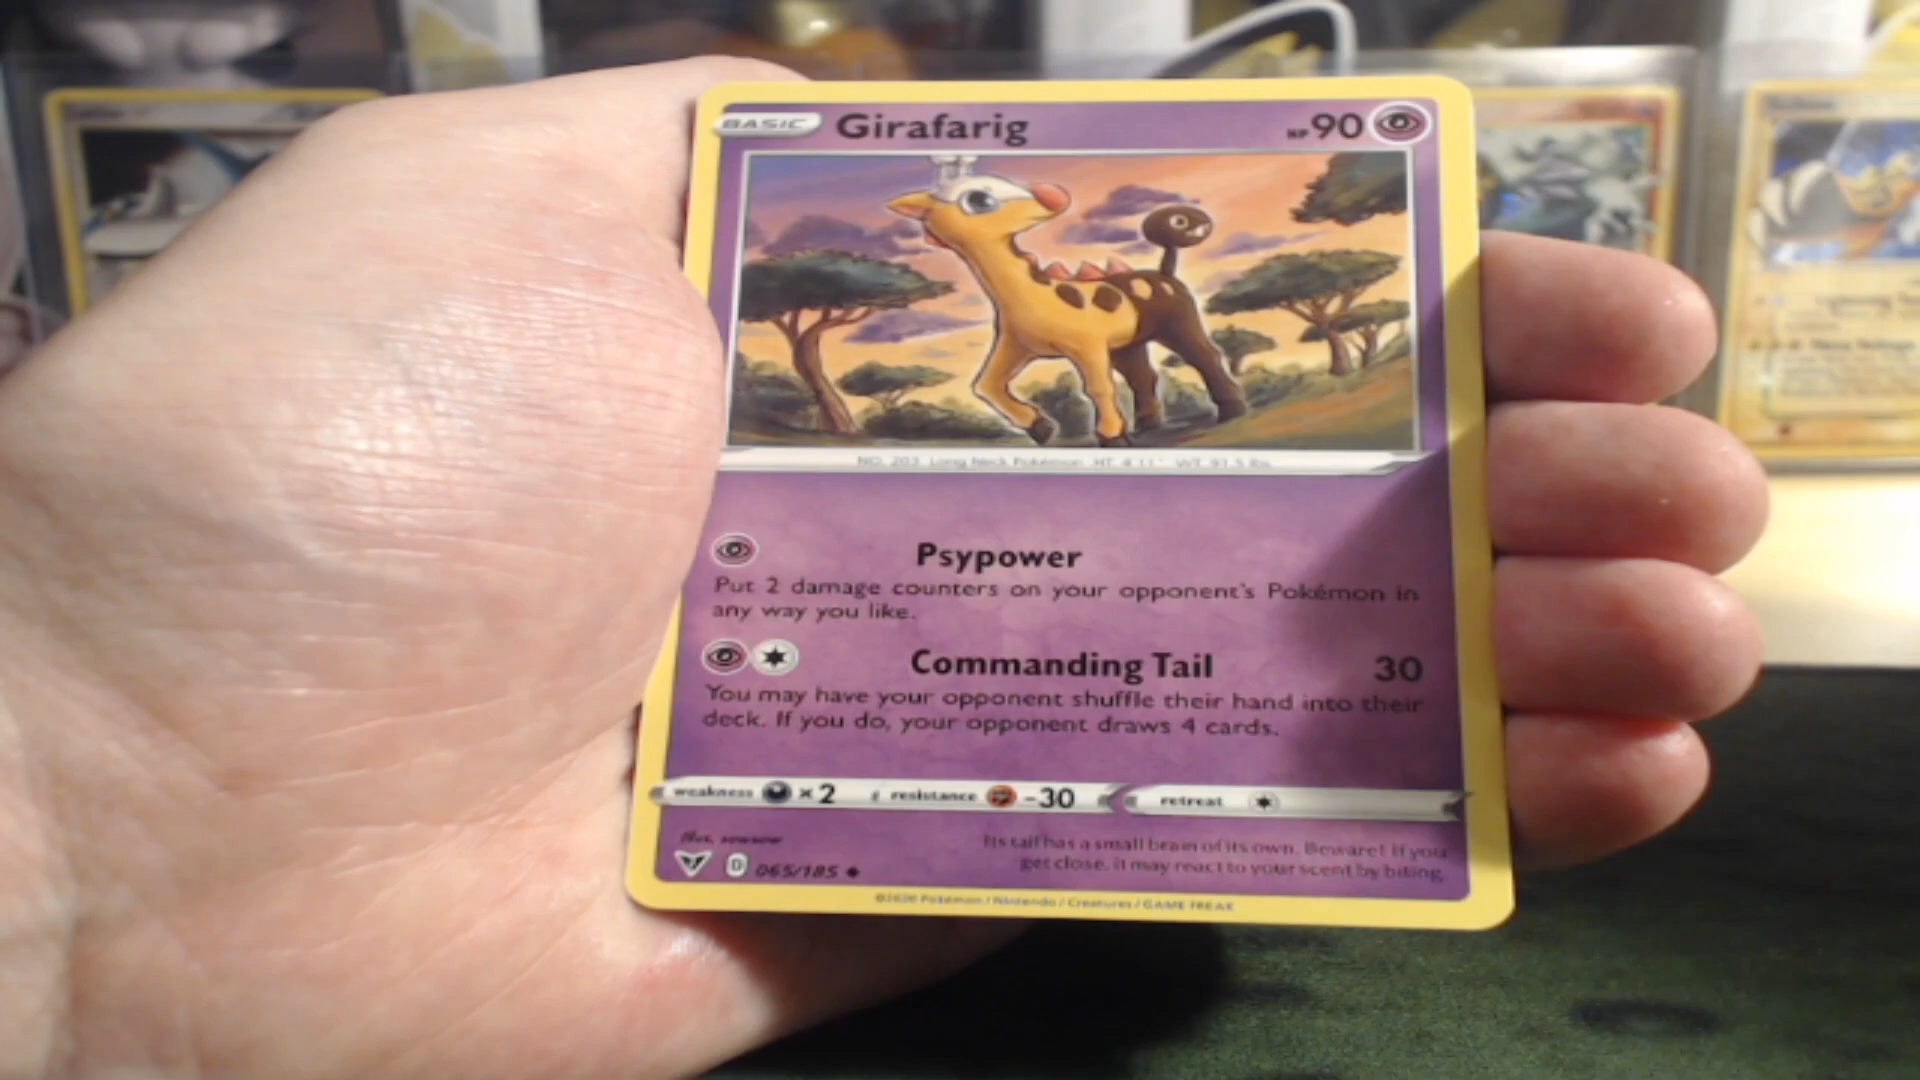 BASIC Girafarig HP 90
NO. 203 Long Neck Pokémon HT: 4'11" WT: 91.5 lbs.
Psypower
Put 2 damage counters on your opponent's Pokémon in
any way you like.
Commanding Tail 30
You may have your opponent shuffle their hand into their
deck. If you do, your opponent draws 4 cards.
weakness ×2 resistance -30 retreat
Illus. sowsow
Its tail has a small brain of its own. Beware! If you
get close, it may react to your scent by biting.
D 065/185
©2020 Pokémon / Nintendo / Creatures / GAME FREAK